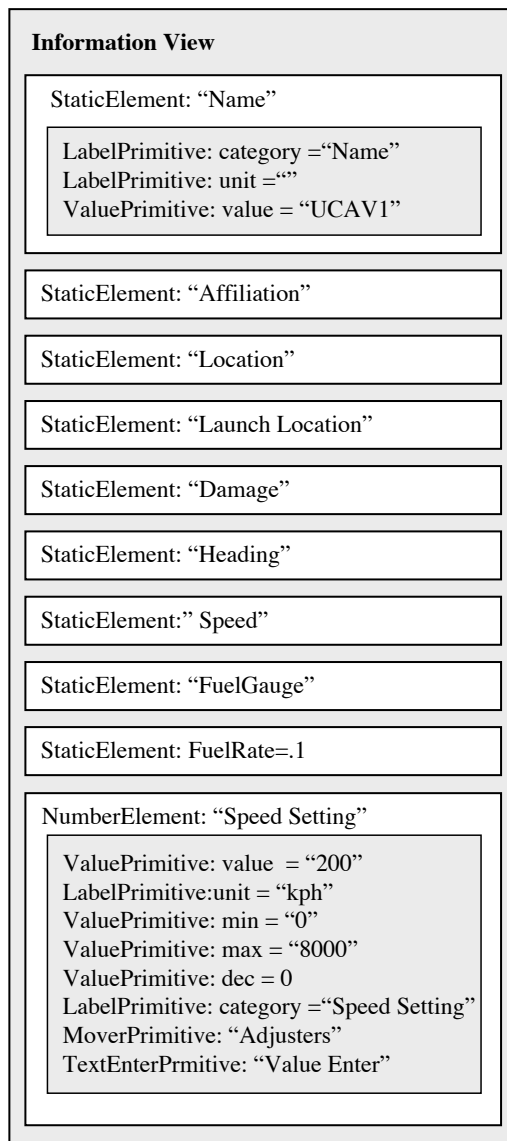 Information View
StaticElement: “Name”
LabelPrimitive: category =“Name”
LabelPrimitive: unit =“”
ValuePrimitive: value = “UCAV1”
StaticElement: “Affiliation”
StaticElement: “Location”
StaticElement: “Launch Location”
StaticElement: “Damage”
StaticElement: “Heading”
StaticElement:” Speed”
StaticElement: “FuelGauge”
StaticElement: FuelRate=.1
NumberElement: “Speed Setting”
ValuePrimitive: value  = “200”
LabelPrimitive:unit = “kph”
ValuePrimitive: min = “0”
ValuePrimitive: max = “8000”
ValuePrimitive: dec = 0
LabelPrimitive: category =“Speed Setting”
MoverPrimitive: “Adjusters”
TextEnterPrmitive: “Value Enter”